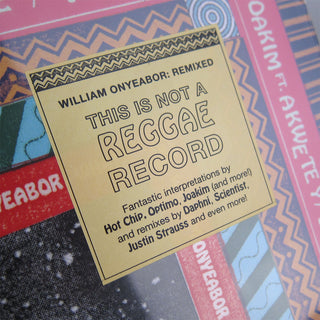 WILLIAM ONYEABOR: REMIXED
THIS IS NOT A
REGGAE
RECORD
Fantastic interpretations by
Hot Chip, Optimo, Joakim (and more!)
and remixes by Daphni, Scientist,
Justin Strauss and even more!
OAKIM FT. AKWETEY
NYEABOR
ONYEABOR